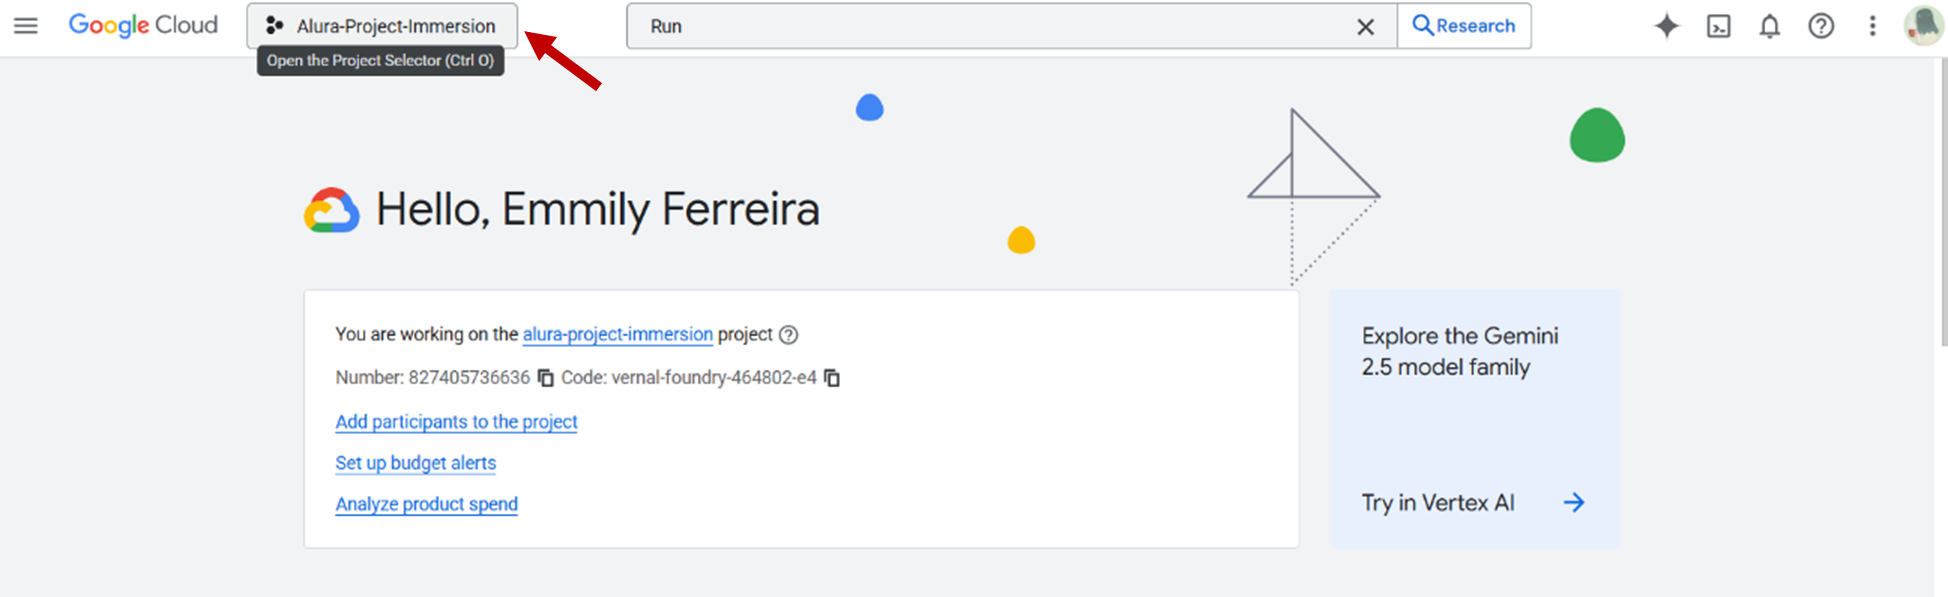 Google Cloud
Alura-Project-Immersion
Run
Research
Open the Project Selector (Ctrl O)
Hello, Emmily Ferreira
You are working on the alura-project-immersion project
Number: 827405736636 Code: vernal-foundry-464802-e4
Add participants to the project
Set up budget alerts
Analyze product spend
Explore the Gemini
2.5 model family
Try in Vertex AI